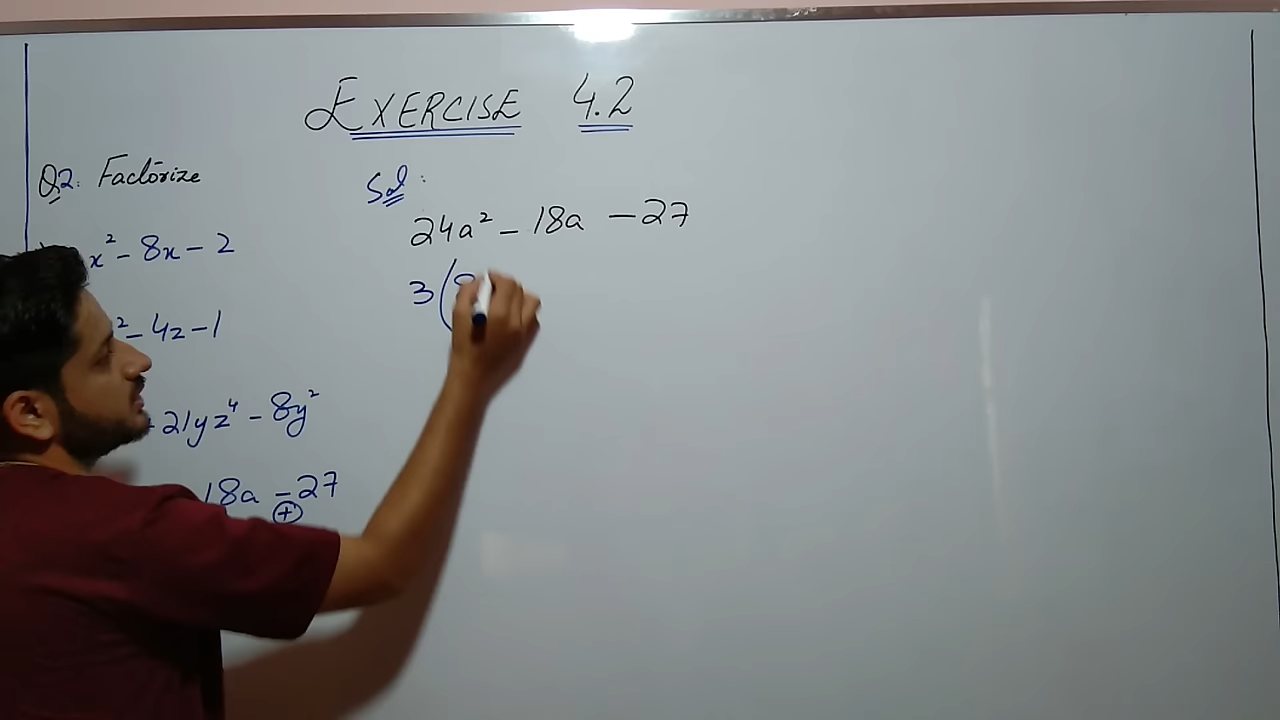 EXERCISE 4.2
Q2. Factorize
x² - 8x - 2
² - 4z - 1
+ 21yz⁴ - 8y²
18a - 27
+
Sol:
24a² - 18a - 27
3(8